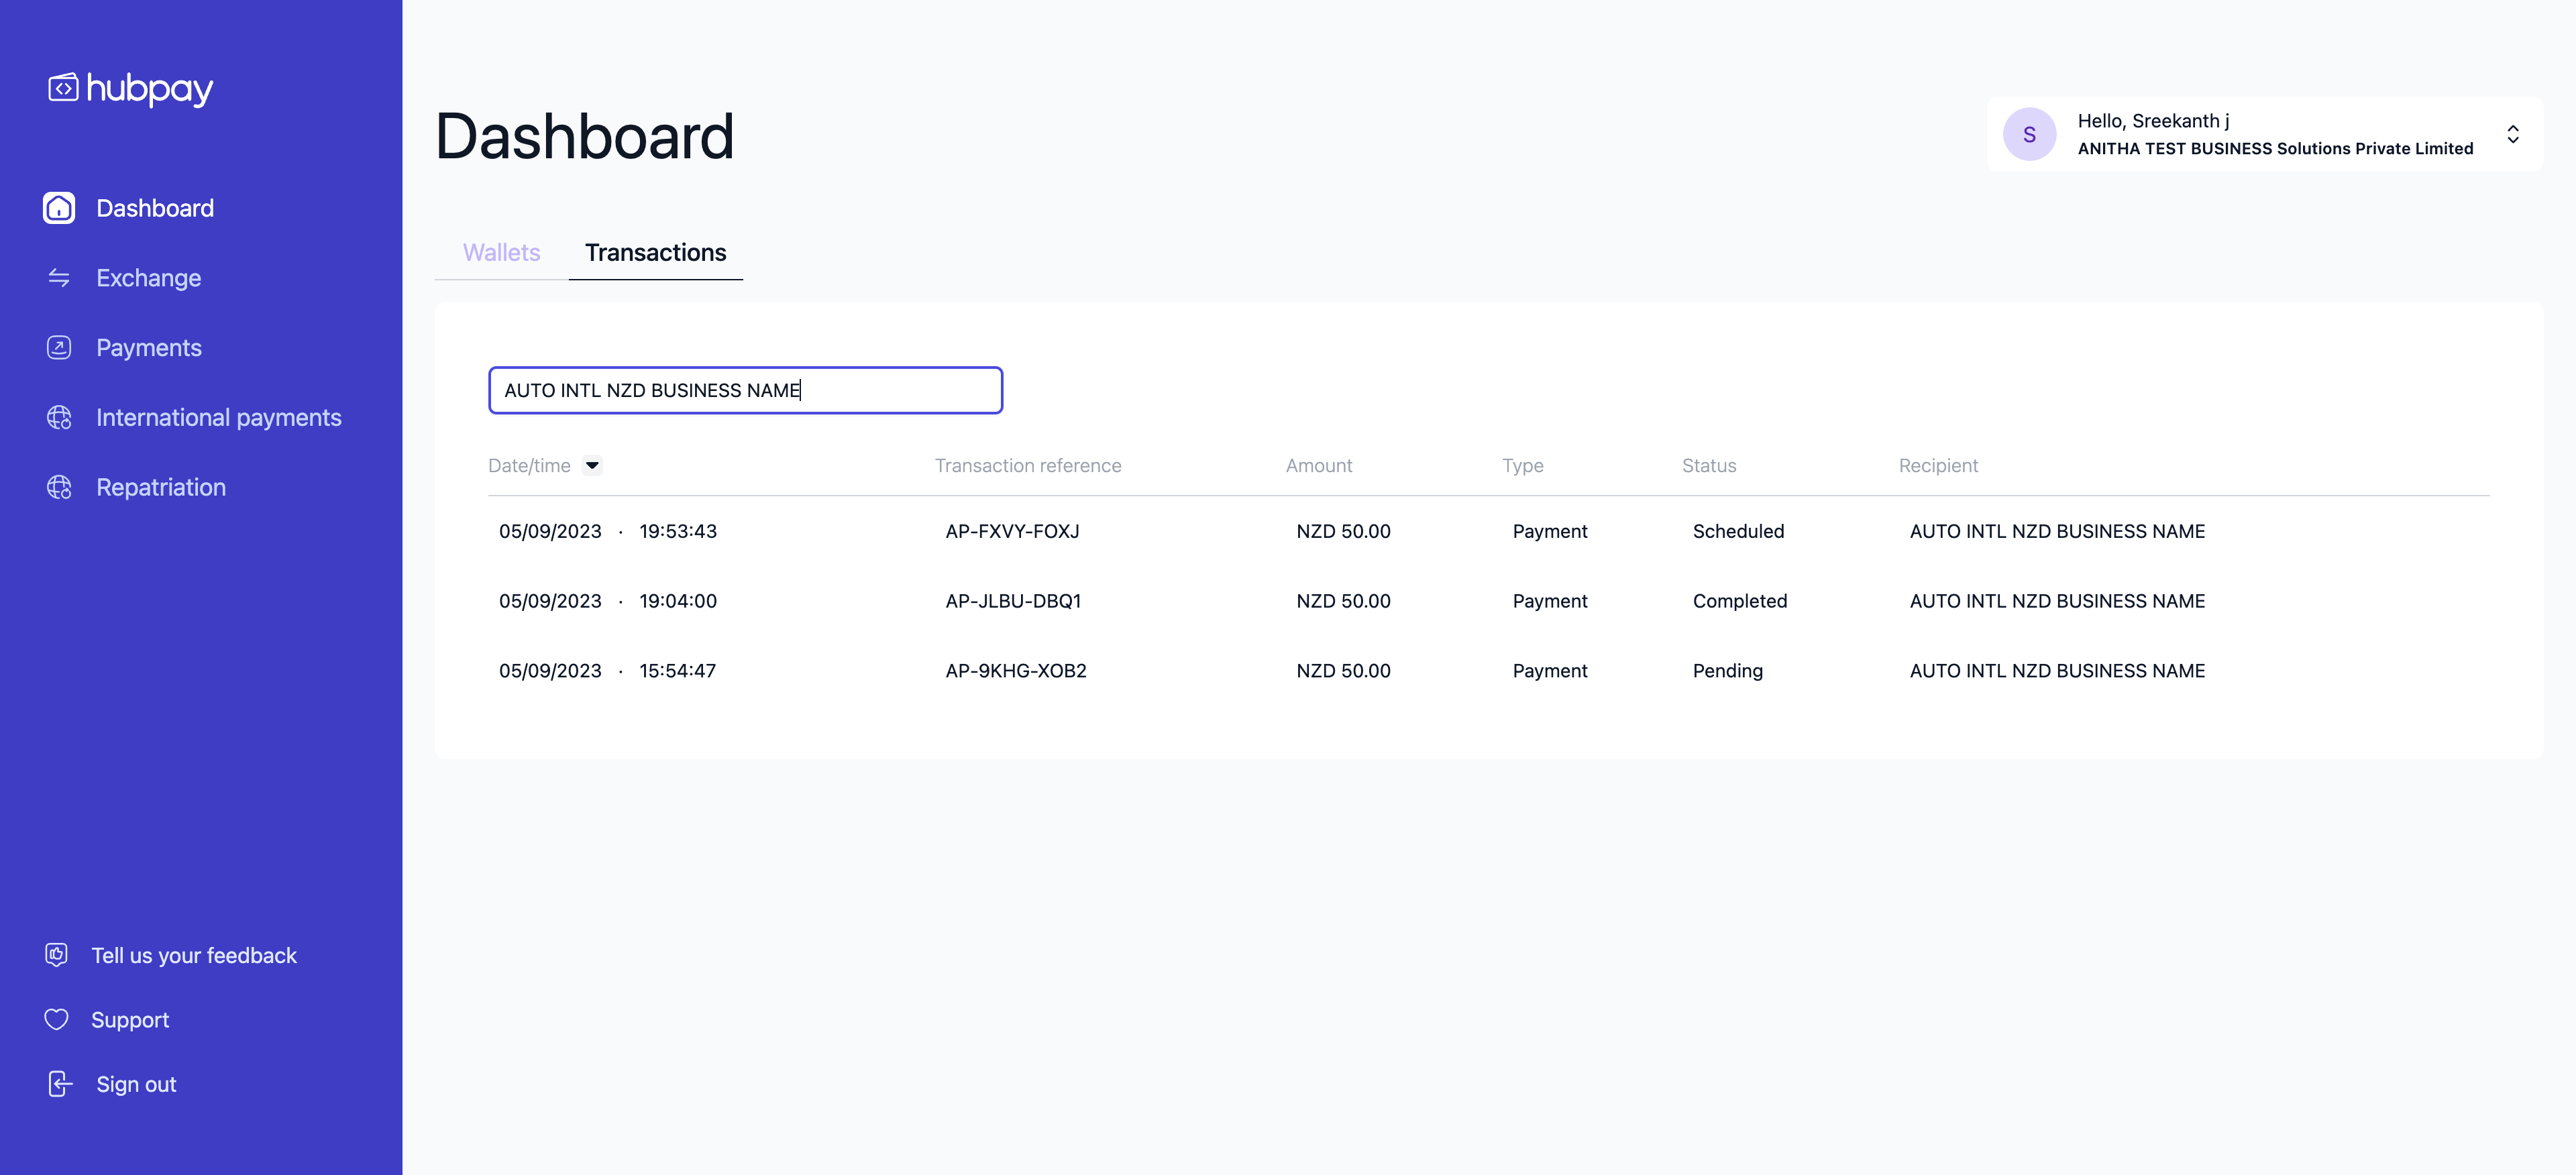 hubpay
Dashboard
Exchange
Payments
International payments
Repatriation
Tell us your feedback
Support
Sign out
Dashboard
S
Hello, Sreekanth j
ANITHA TEST BUSINESS Solutions Private Limited
Wallets Transactions
AUTO INTL NZD BUSINESS NAME
Date/time Transaction reference Amount Type Status Recipient
05/09/2023 · 19:53:43 AP-FXVY-FOXJ NZD 50.00 Payment Scheduled AUTO INTL NZD BUSINESS NAME
05/09/2023 · 19:04:00 AP-JLBU-DBQ1 NZD 50.00 Payment Completed AUTO INTL NZD BUSINESS NAME
05/09/2023 · 15:54:47 AP-9KHG-XOB2 NZD 50.00 Payment Pending AUTO INTL NZD BUSINESS NAME